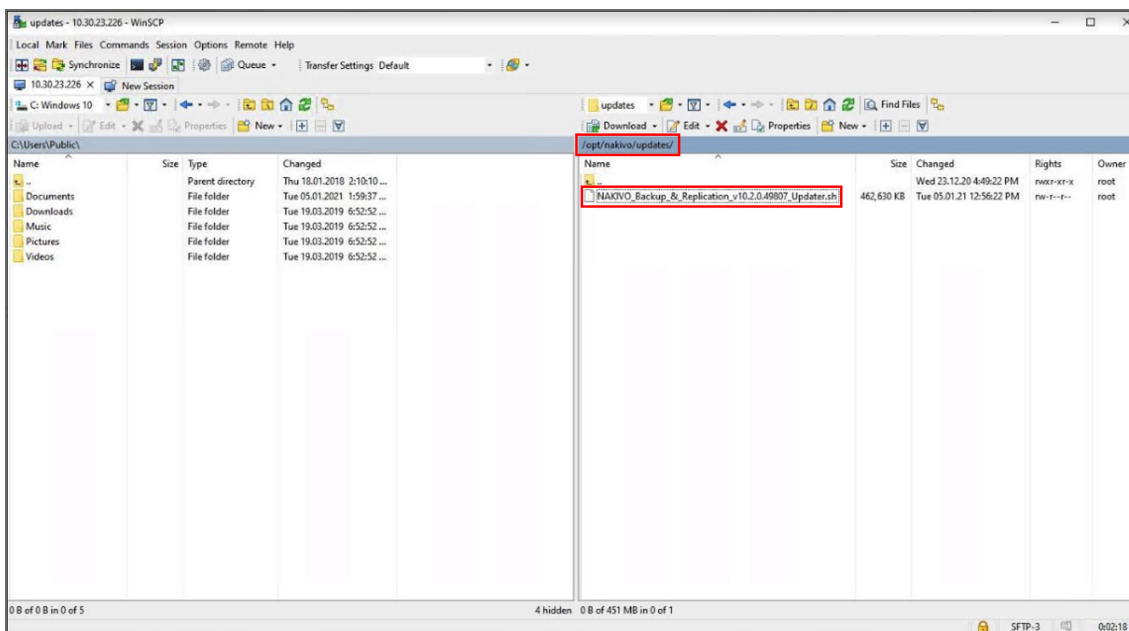 updates - 10.30.23.226 - WinSCP
Local Mark Files Commands Session Options Remote Help
Synchronize Queue Transfer Settings Default
10.30.23.226 × New Session
C: Windows 10
updates Find Files
Upload Edit Properties New
Download Edit Properties New
C:\Users\Public\
/opt/nakivo/updates/
Name Size Type Changed
.. Parent directory Thu 18.01.2018 2:10:10 ...
Documents File folder Tue 05.01.2021 1:59:37 ...
Downloads File folder Tue 19.03.2019 6:52:52 ...
Music File folder Tue 19.03.2019 6:52:52 ...
Pictures File folder Tue 19.03.2019 6:52:52 ...
Videos File folder Tue 19.03.2019 6:52:52 ...
Name Size Changed Rights Owner
.. Wed 23.12.20 4:49:22 PM rwxr-xr-x root
NAKIVO_Backup_&_Replication_v10.2.0.49807_Updater.sh 462,630 KB Tue 05.01.21 12:56:22 PM rw-r--r-- root
0 B of 0 B in 0 of 5
4 hidden
0 B of 451 MB in 0 of 1
SFTP-3 0:02:18